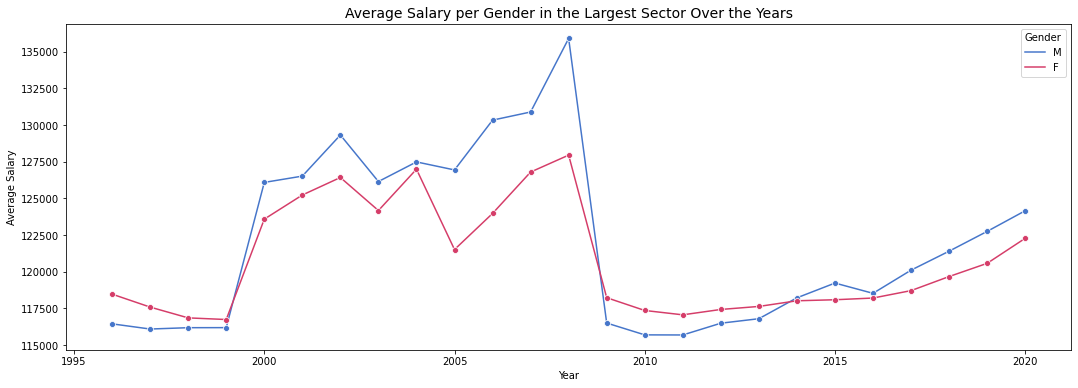 Average Salary per Gender in the Largest Sector Over the Years
Gender
M
F
Average Salary
135000
132500
130000
127500
125000
122500
120000
117500
115000
1995
2000
2005
2010
2015
2020
Year